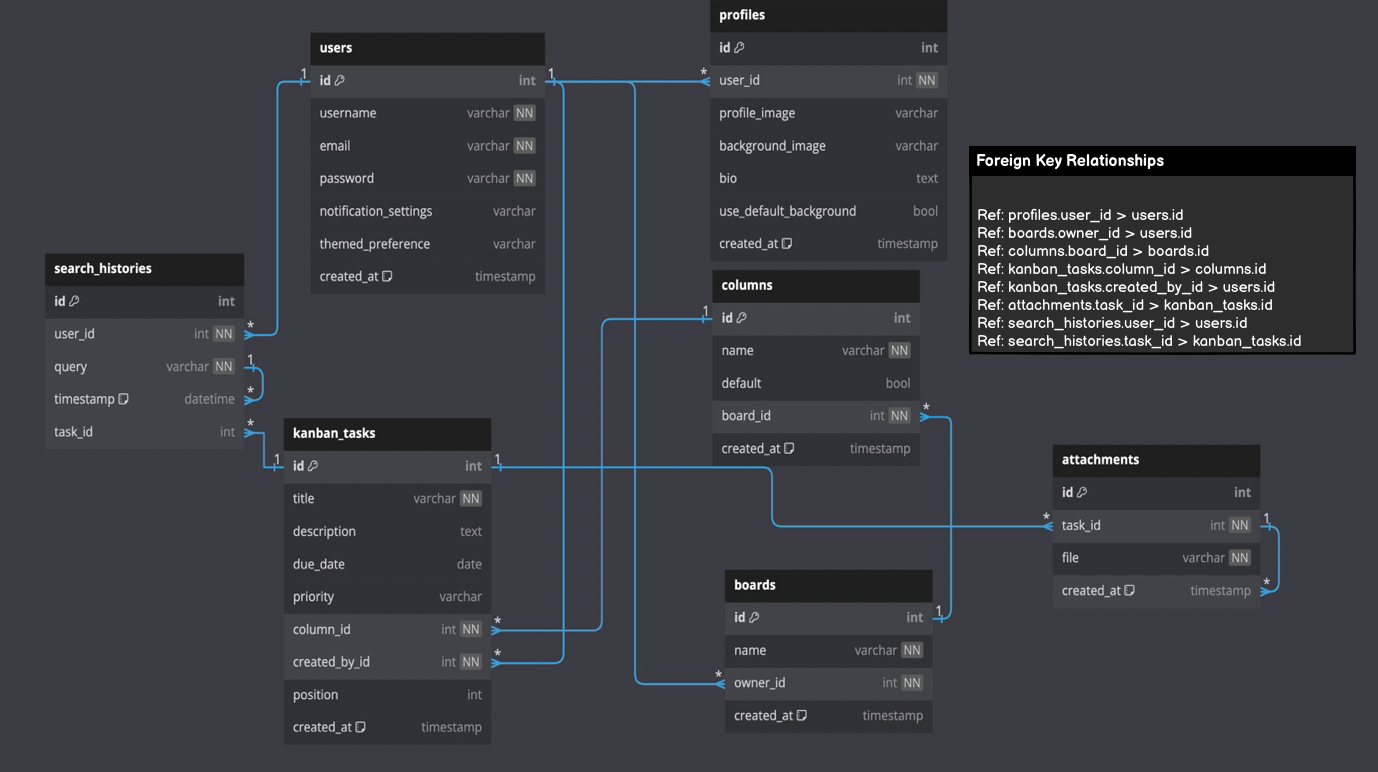 profiles
id int
user_id int NN
profile_image varchar
background_image varchar
bio text
use_default_background bool
created_at timestamp
users
id int
username varchar NN
email varchar NN
password varchar NN
notification_settings varchar
themed_preference varchar
created_at timestamp
1
1
*
Foreign Key Relationships
Ref: profiles.user_id > users.id
Ref: boards.owner_id > users.id
Ref: columns.board_id > boards.id
Ref: kanban_tasks.column_id > columns.id
Ref: kanban_tasks.created_by_id > users.id
Ref: attachments.task_id > kanban_tasks.id
Ref: search_histories.user_id > users.id
Ref: search_histories.task_id > kanban_tasks.id
search_histories
id int
user_id int NN
query varchar NN
timestamp datetime
task_id int
*
1
*
*
columns
id int
name varchar NN
default bool
board_id int NN
created_at timestamp
1
*
kanban_tasks
id int
title varchar NN
description text
due_date date
priority varchar
column_id int NN
created_by_id int NN
position int
created_at timestamp
1
1
*
*
attachments
id int
task_id int NN
file varchar NN
created_at timestamp
*
1
*
boards
id int
name varchar NN
owner_id int NN
created_at timestamp
1
*